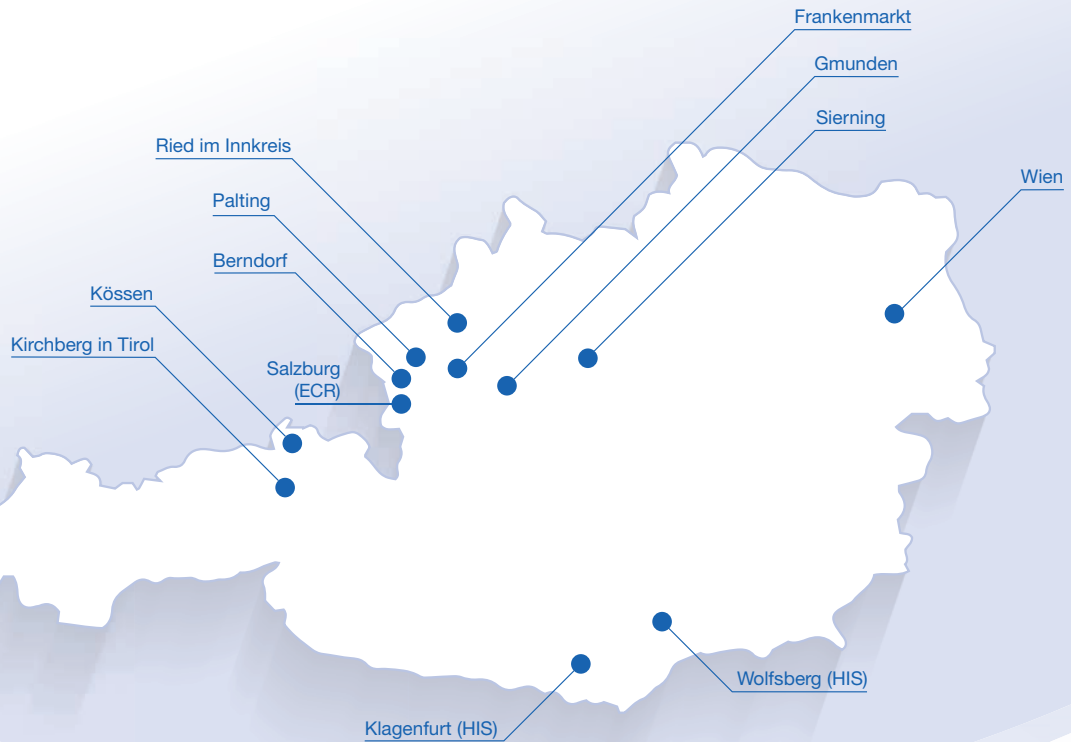 Frankenmarkt
Gmunden
Sierning
Ried im Innkreis
Wien
Palting
Berndorf
Kössen
Kirchberg in Tirol
Salzburg
(ECR)
Wolfsberg (HIS)
Klagenfurt (HIS)